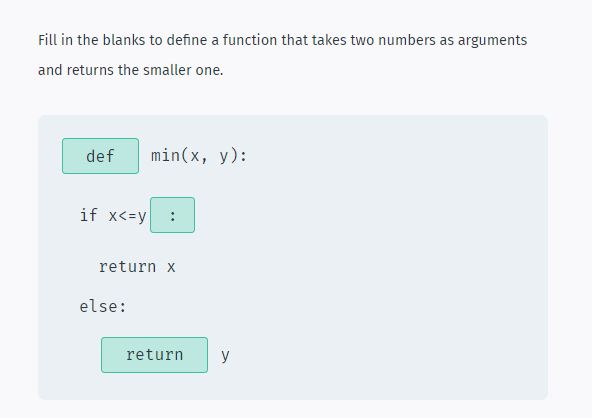 Fill in the blanks to define a function that takes two numbers as arguments
and returns the smaller one.
def min(x, y):
if x<=y :
return x
else:
return y